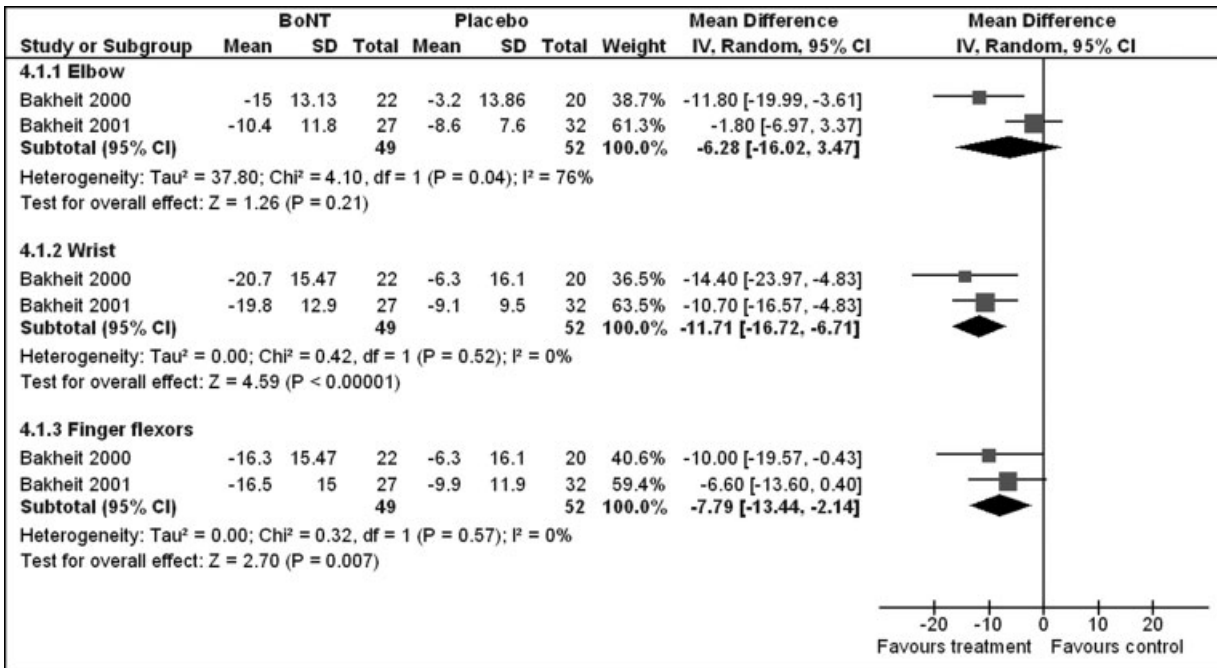 BoNT Placebo Mean Difference Mean Difference
Study or Subgroup Mean SD Total Mean SD Total Weight IV, Random, 95% CI IV, Random, 95% CI
4.1.1 Elbow
Bakheit 2000 -15 13.13 22 -3.2 13.86 20 38.7% -11.80 [-19.99, -3.61]
Bakheit 2001 -10.4 11.8 27 -8.6 7.6 32 61.3% -1.80 [-6.97, 3.37]
Subtotal (95% CI) 49 52 100.0% -6.28 [-16.02, 3.47]
Heterogeneity: Tau² = 37.80; Chi² = 4.10, df = 1 (P = 0.04); I² = 76%
Test for overall effect: Z = 1.26 (P = 0.21)
4.1.2 Wrist
Bakheit 2000 -20.7 15.47 22 -6.3 16.1 20 36.5% -14.40 [-23.97, -4.83]
Bakheit 2001 -19.8 12.9 27 -9.1 9.5 32 63.5% -10.70 [-16.57, -4.83]
Subtotal (95% CI) 49 52 100.0% -11.71 [-16.72, -6.71]
Heterogeneity: Tau² = 0.00; Chi² = 0.42, df = 1 (P = 0.52); I² = 0%
Test for overall effect: Z = 4.59 (P < 0.00001)
4.1.3 Finger flexors
Bakheit 2000 -16.3 15.47 22 -6.3 16.1 20 40.6% -10.00 [-19.57, -0.43]
Bakheit 2001 -16.5 15 27 -9.9 11.9 32 59.4% -6.60 [-13.60, 0.40]
Subtotal (95% CI) 49 52 100.0% -7.79 [-13.44, -2.14]
Heterogeneity: Tau² = 0.00; Chi² = 0.32, df = 1 (P = 0.57); I² = 0%
Test for overall effect: Z = 2.70 (P = 0.007)
-20 -10 0 10 20
Favours treatment Favours control